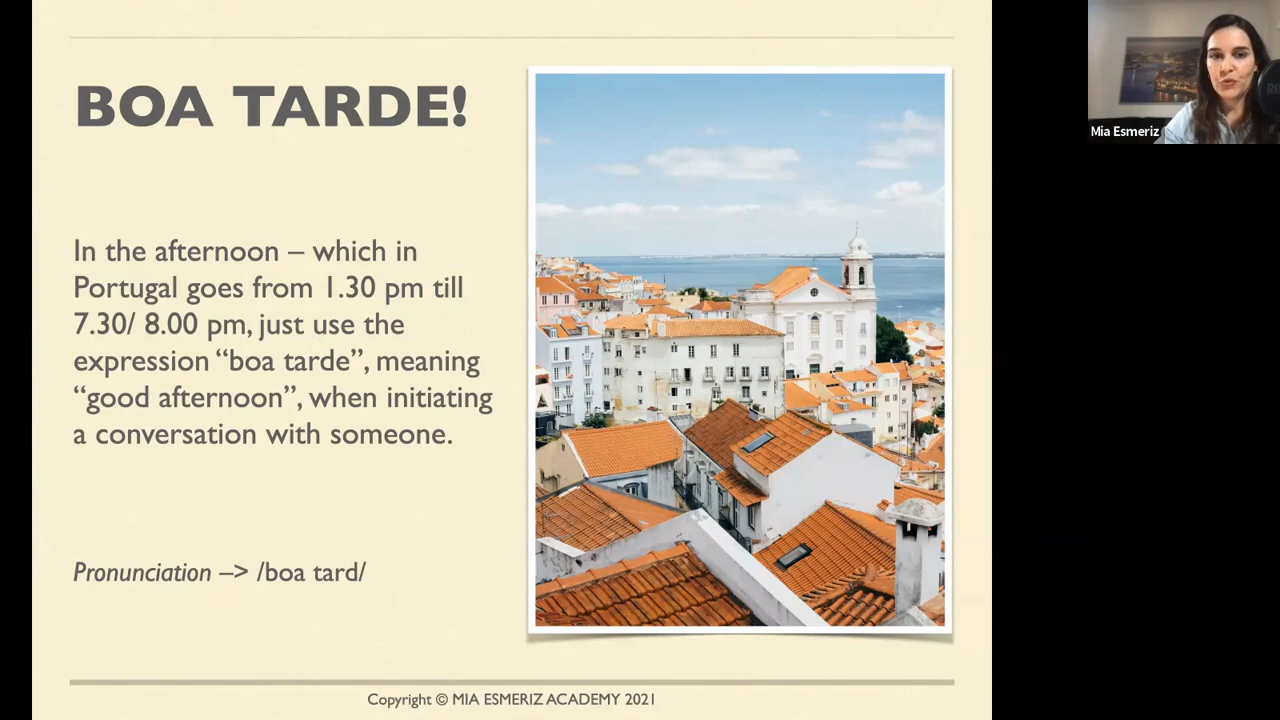 BOA TARDE!
In the afternoon – which in
Portugal goes from 1.30 pm till
7.30/ 8.00 pm, just use the
expression “boa tarde”, meaning
“good afternoon”, when initiating
a conversation with someone.
Pronunciation –> /boa tard/
Copyright © MIA ESMERIZ ACADEMY 2021
Mia Esmeriz